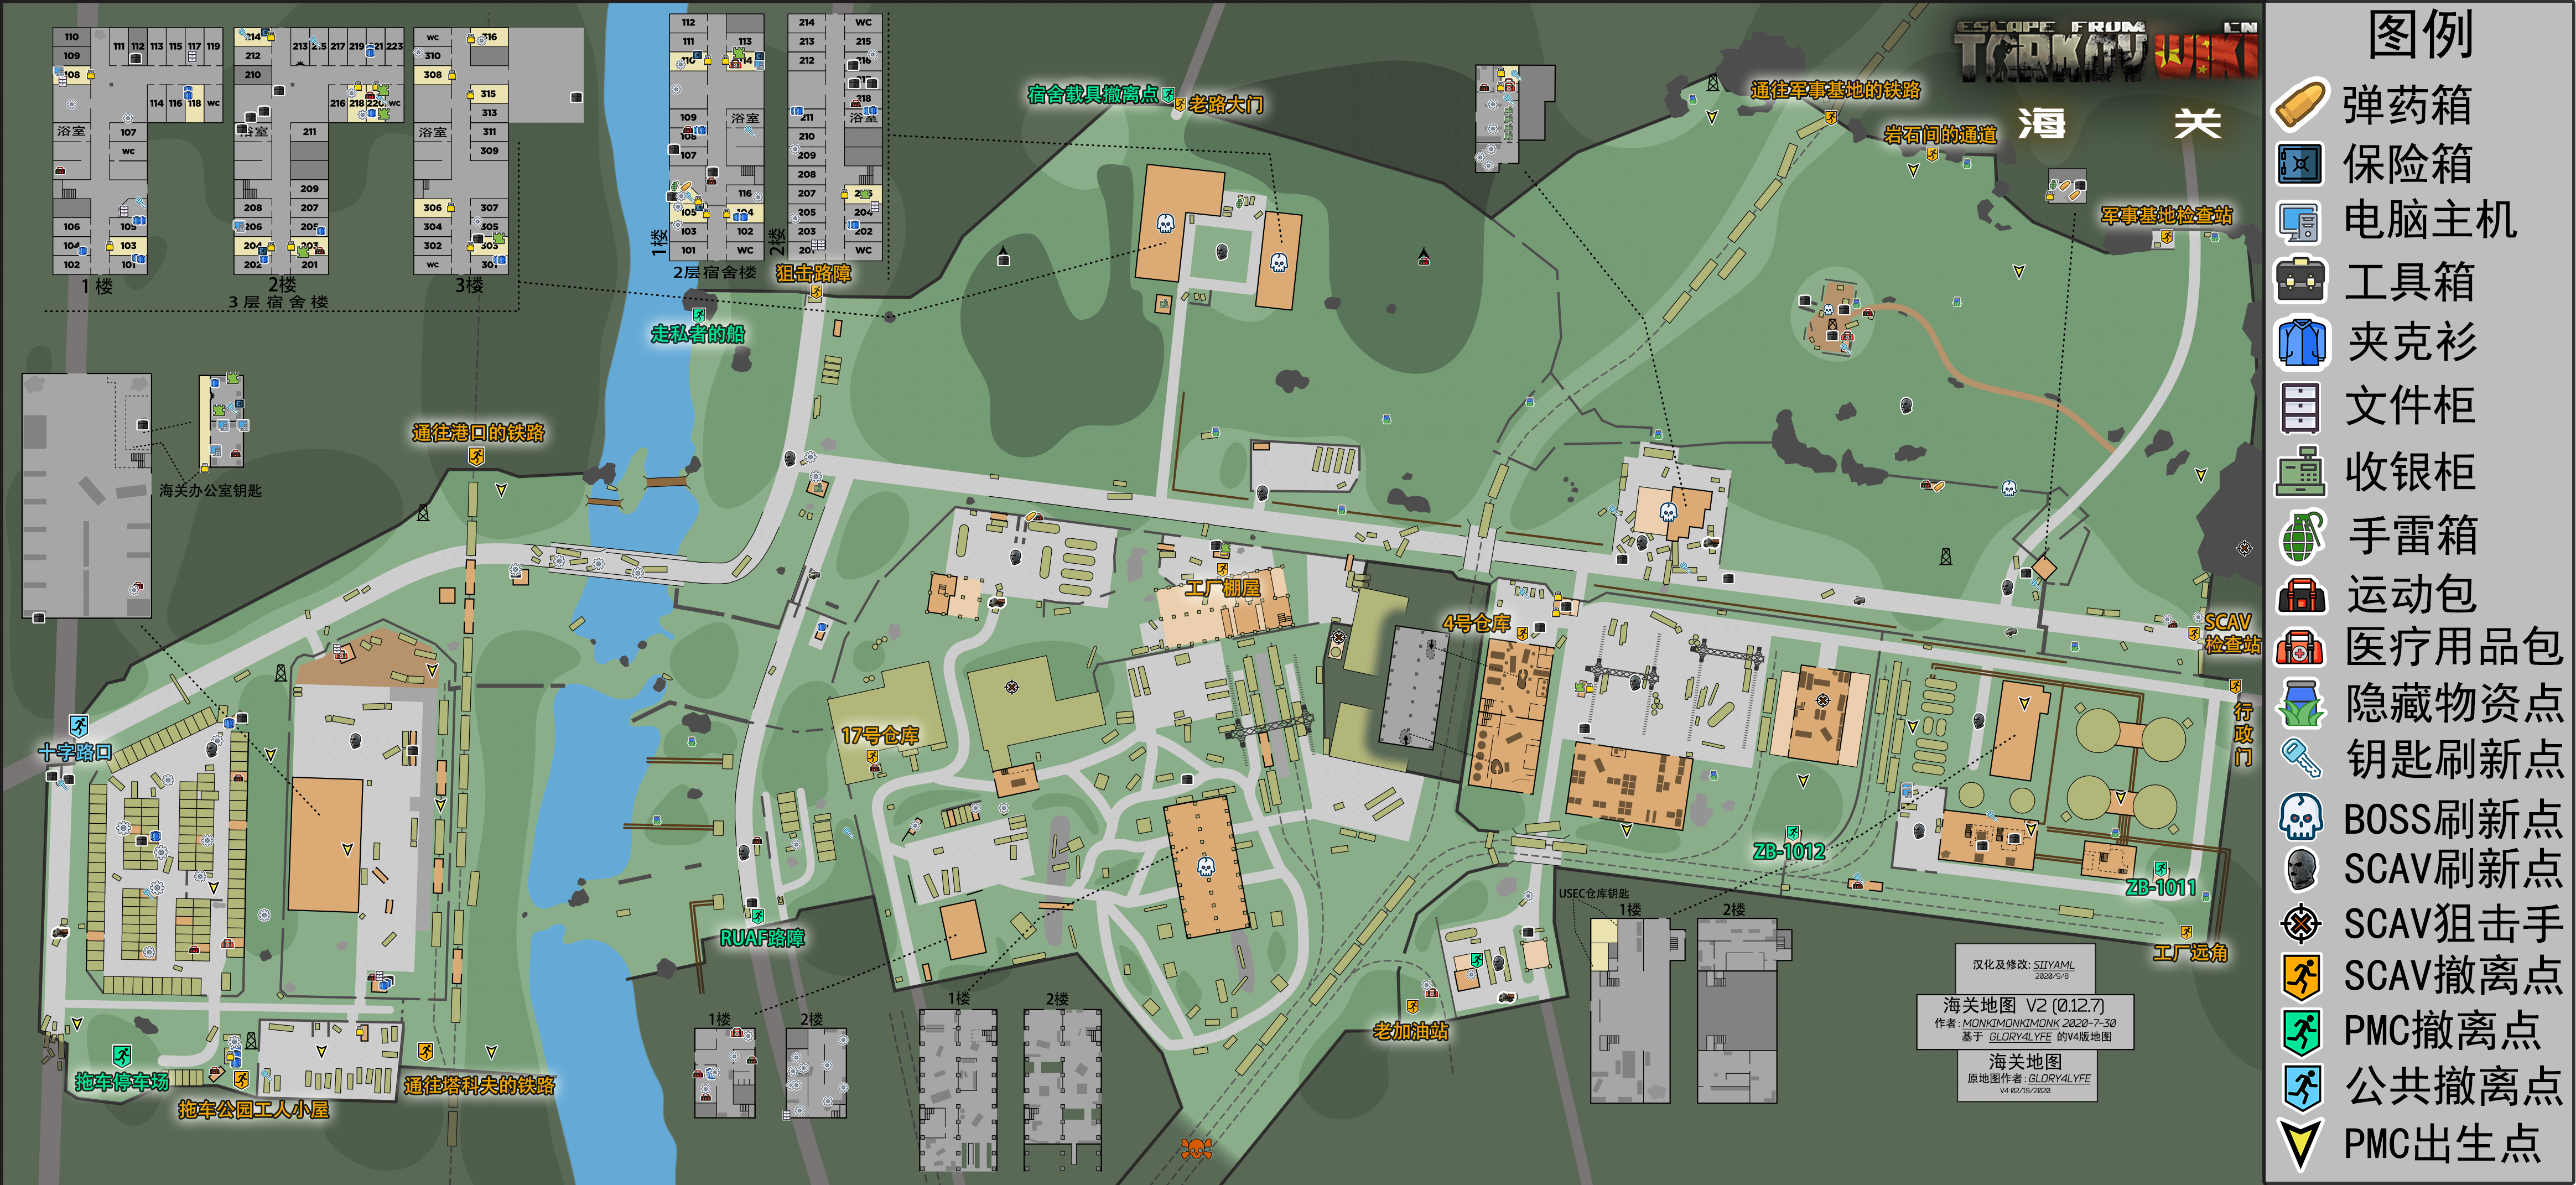 ESCAPE FROM
TARKOV
CN
WIKI
海 关
图例
弹药箱
保险箱
电脑主机
工具箱
夹克衫
文件柜
收银柜
手雷箱
运动包
医疗用品包
隐藏物资点
钥匙刷新点
BOSS刷新点
SCAV刷新点
SCAV狙击手
SCAV撤离点
PMC撤离点
公共撤离点
PMC出生点
宿舍载具撤离点
老路大门
通往军事基地的铁路
岩石间的通道
军事基地检查站
狙击路障
走私者的船
通往港口的铁路
海关办公室钥匙
工厂棚屋
4号仓库
17号仓库
SCAV
检查站
行政门
十字路口
ZB-1012
ZB-1011
工厂远角
RUAF路障
老加油站
拖车停车场
拖车公园工人小屋
通往塔科夫的铁路
USEC仓库钥匙
1楼
2楼
1楼
2楼
1楼
2楼
1楼
2楼
3楼
3层宿舍楼
1楼
2楼
2层宿舍楼
110
109
108
111
112
113
115
117
119
114
116
118
WC
浴室
107
WC
106
105
104
103
102
101
214
212
210
213
215
217
219
221
223
216
218
220
WC
浴室
211
209
208
207
206
205
204
203
202
201
WC
316
310
308
315
313
浴室
311
309
306
307
304
305
302
303
WC
301
112
111
113
110
114
109
浴室
108
107
116
105
104
103
102
101
WC
214
WC
213
215
212
216
217
218
211
浴室
210
209
208
207
206
205
204
203
202
201
WC
汉化及修改: SIIYAML
2020/9/8
海关地图 V2 (0.12.7)
作者: MONKIMONKIMONK 2020-7-30
基于 GLORY4LYFE 的V4版地图
海关地图
原地图作者: GLORY4LYFE
V4 02/19/2020